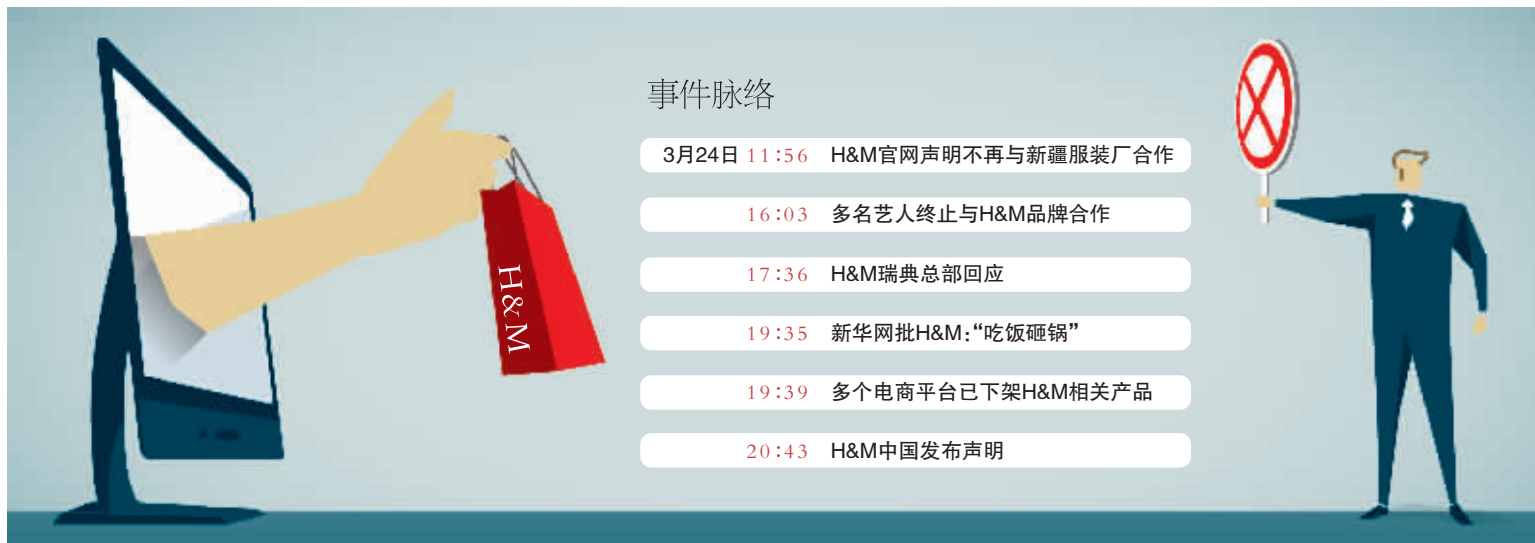 事件脉络
3月24日 11:56 H&M官网声明不再与新疆服装厂合作
16:03 多名艺人终止与H&M品牌合作
17:36 H&M瑞典总部回应
19:35 新华网批H&M:“吃饭砸锅”
19:39 多个电商平台已下架H&M相关产品
20:43 H&M中国发布声明
H&M